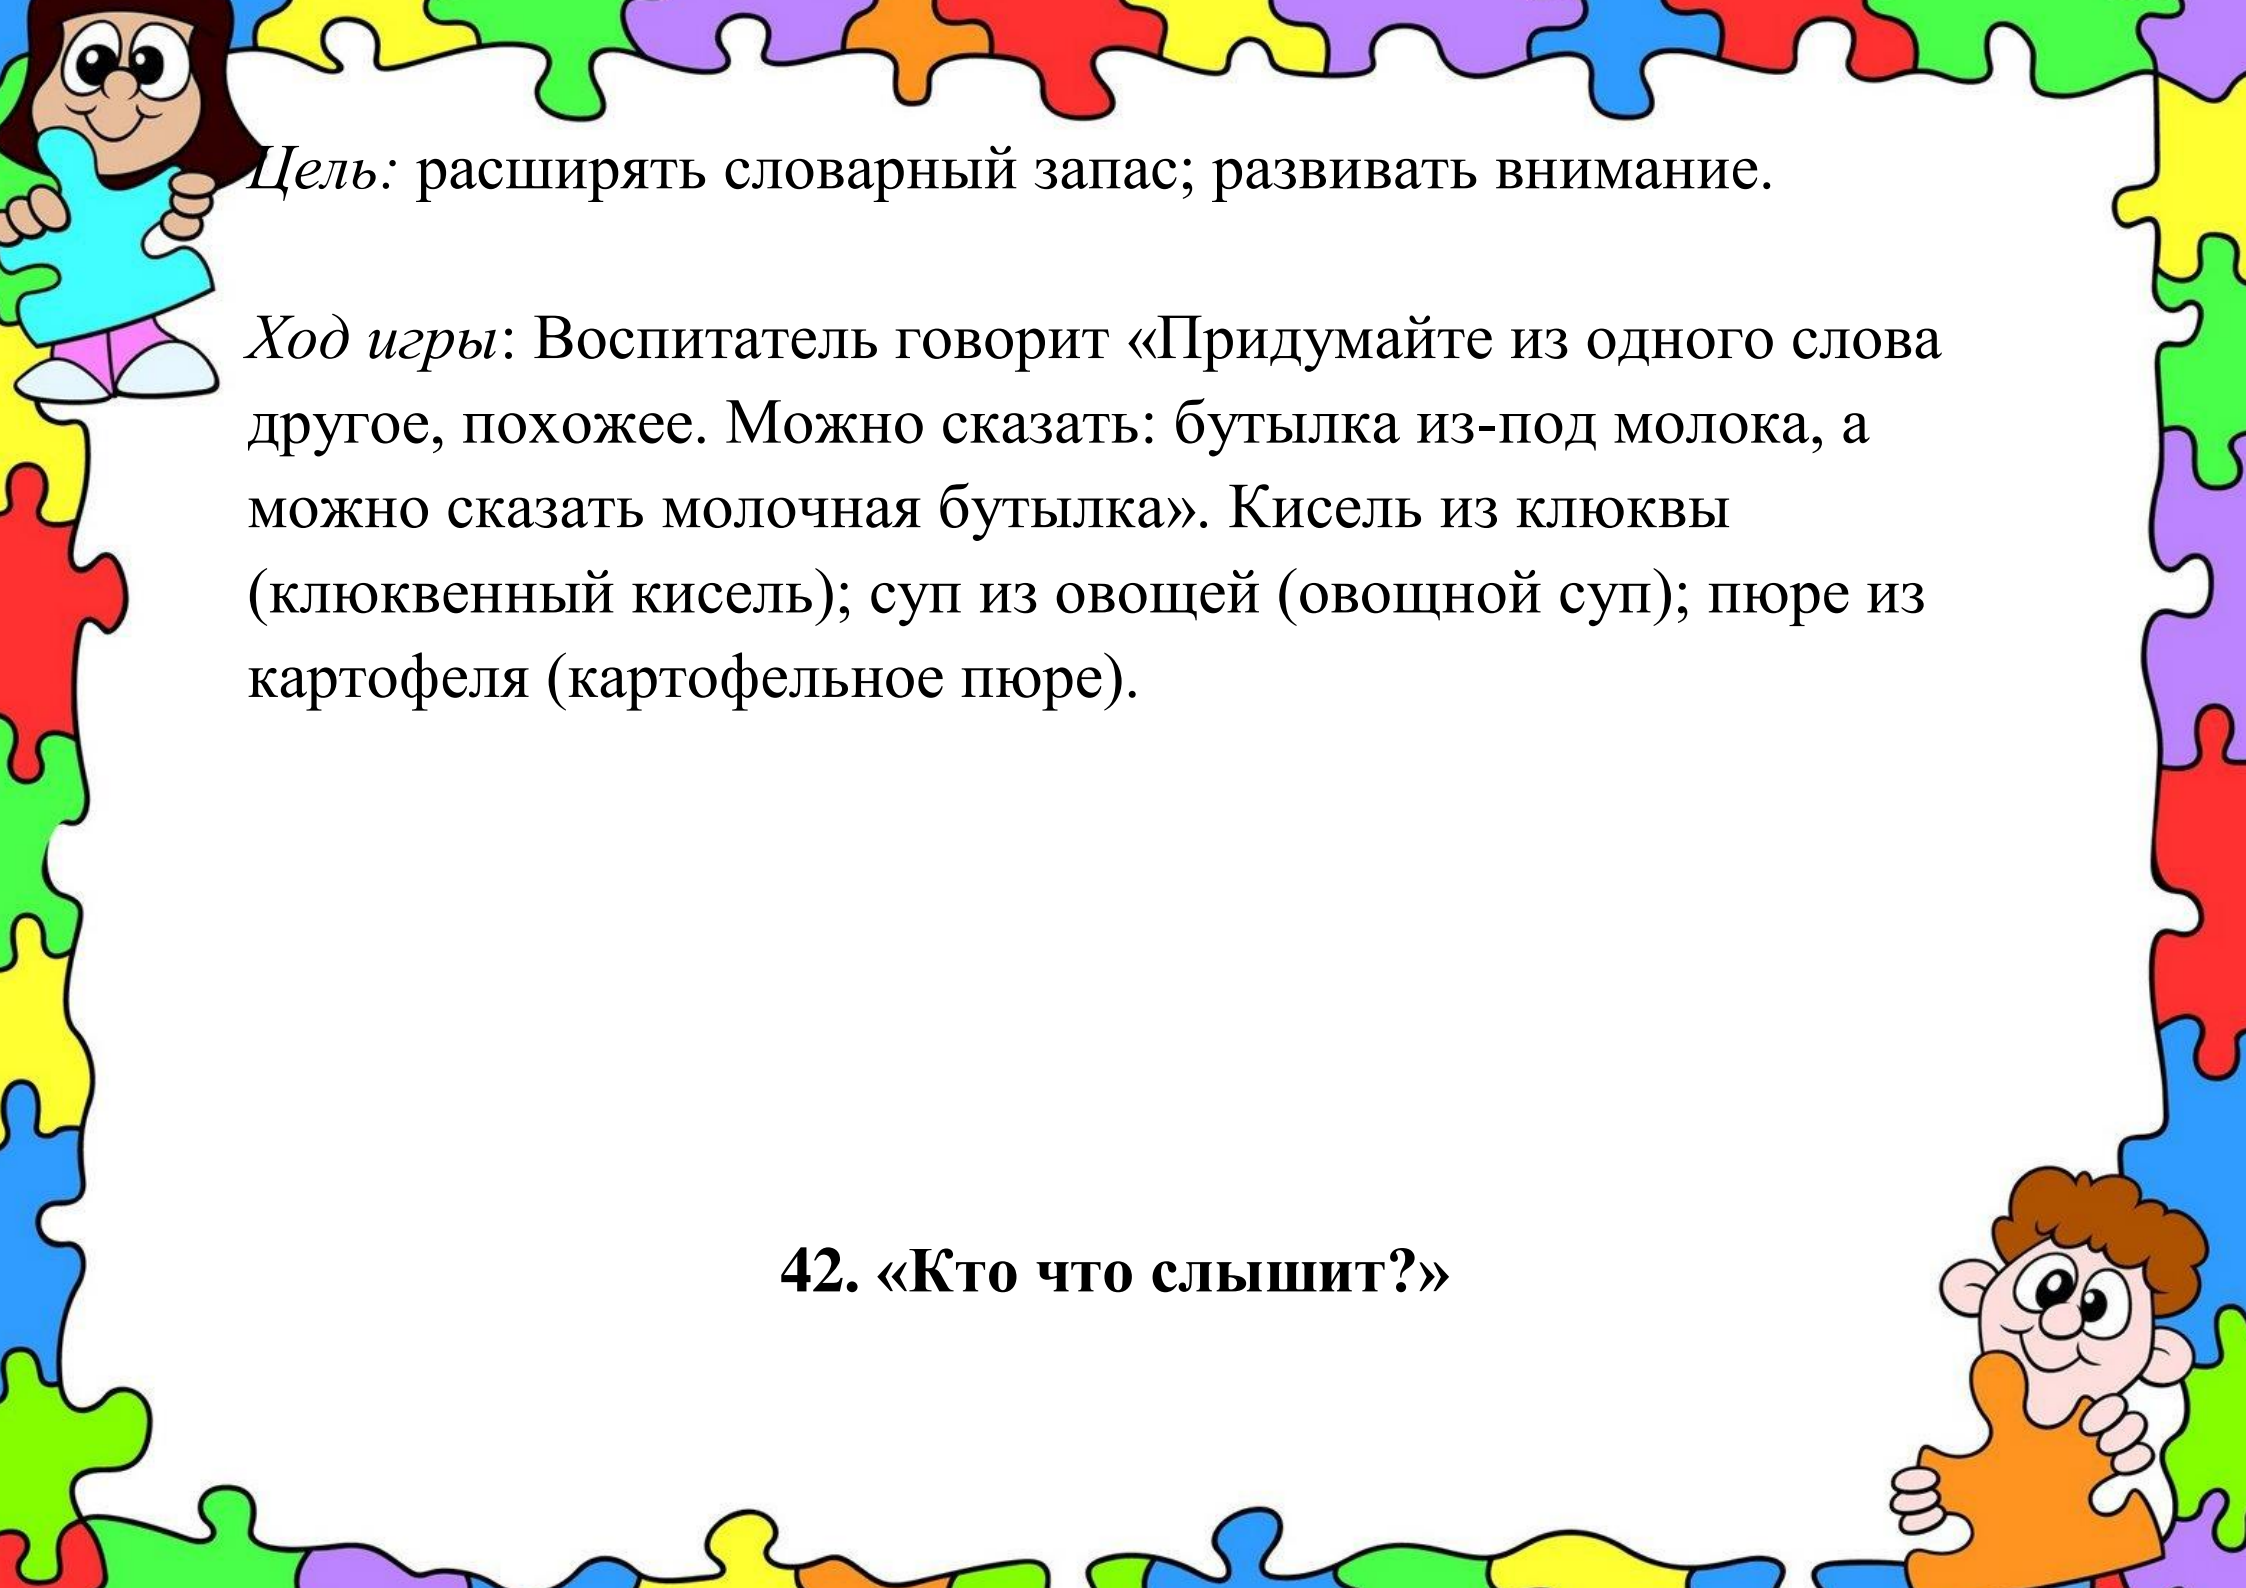 Цель: расширять словарный запас; развивать внимание.
Ход игры: Воспитатель говорит «Придумайте из одного слова
другое, похожее. Можно сказать: бутылка из-под молока, а
можно сказать молочная бутылка». Кисель из клюквы
(клюквенный кисель); суп из овощей (овощной суп); пюре из
картофеля (картофельное пюре).
42. «Кто что слышит?»